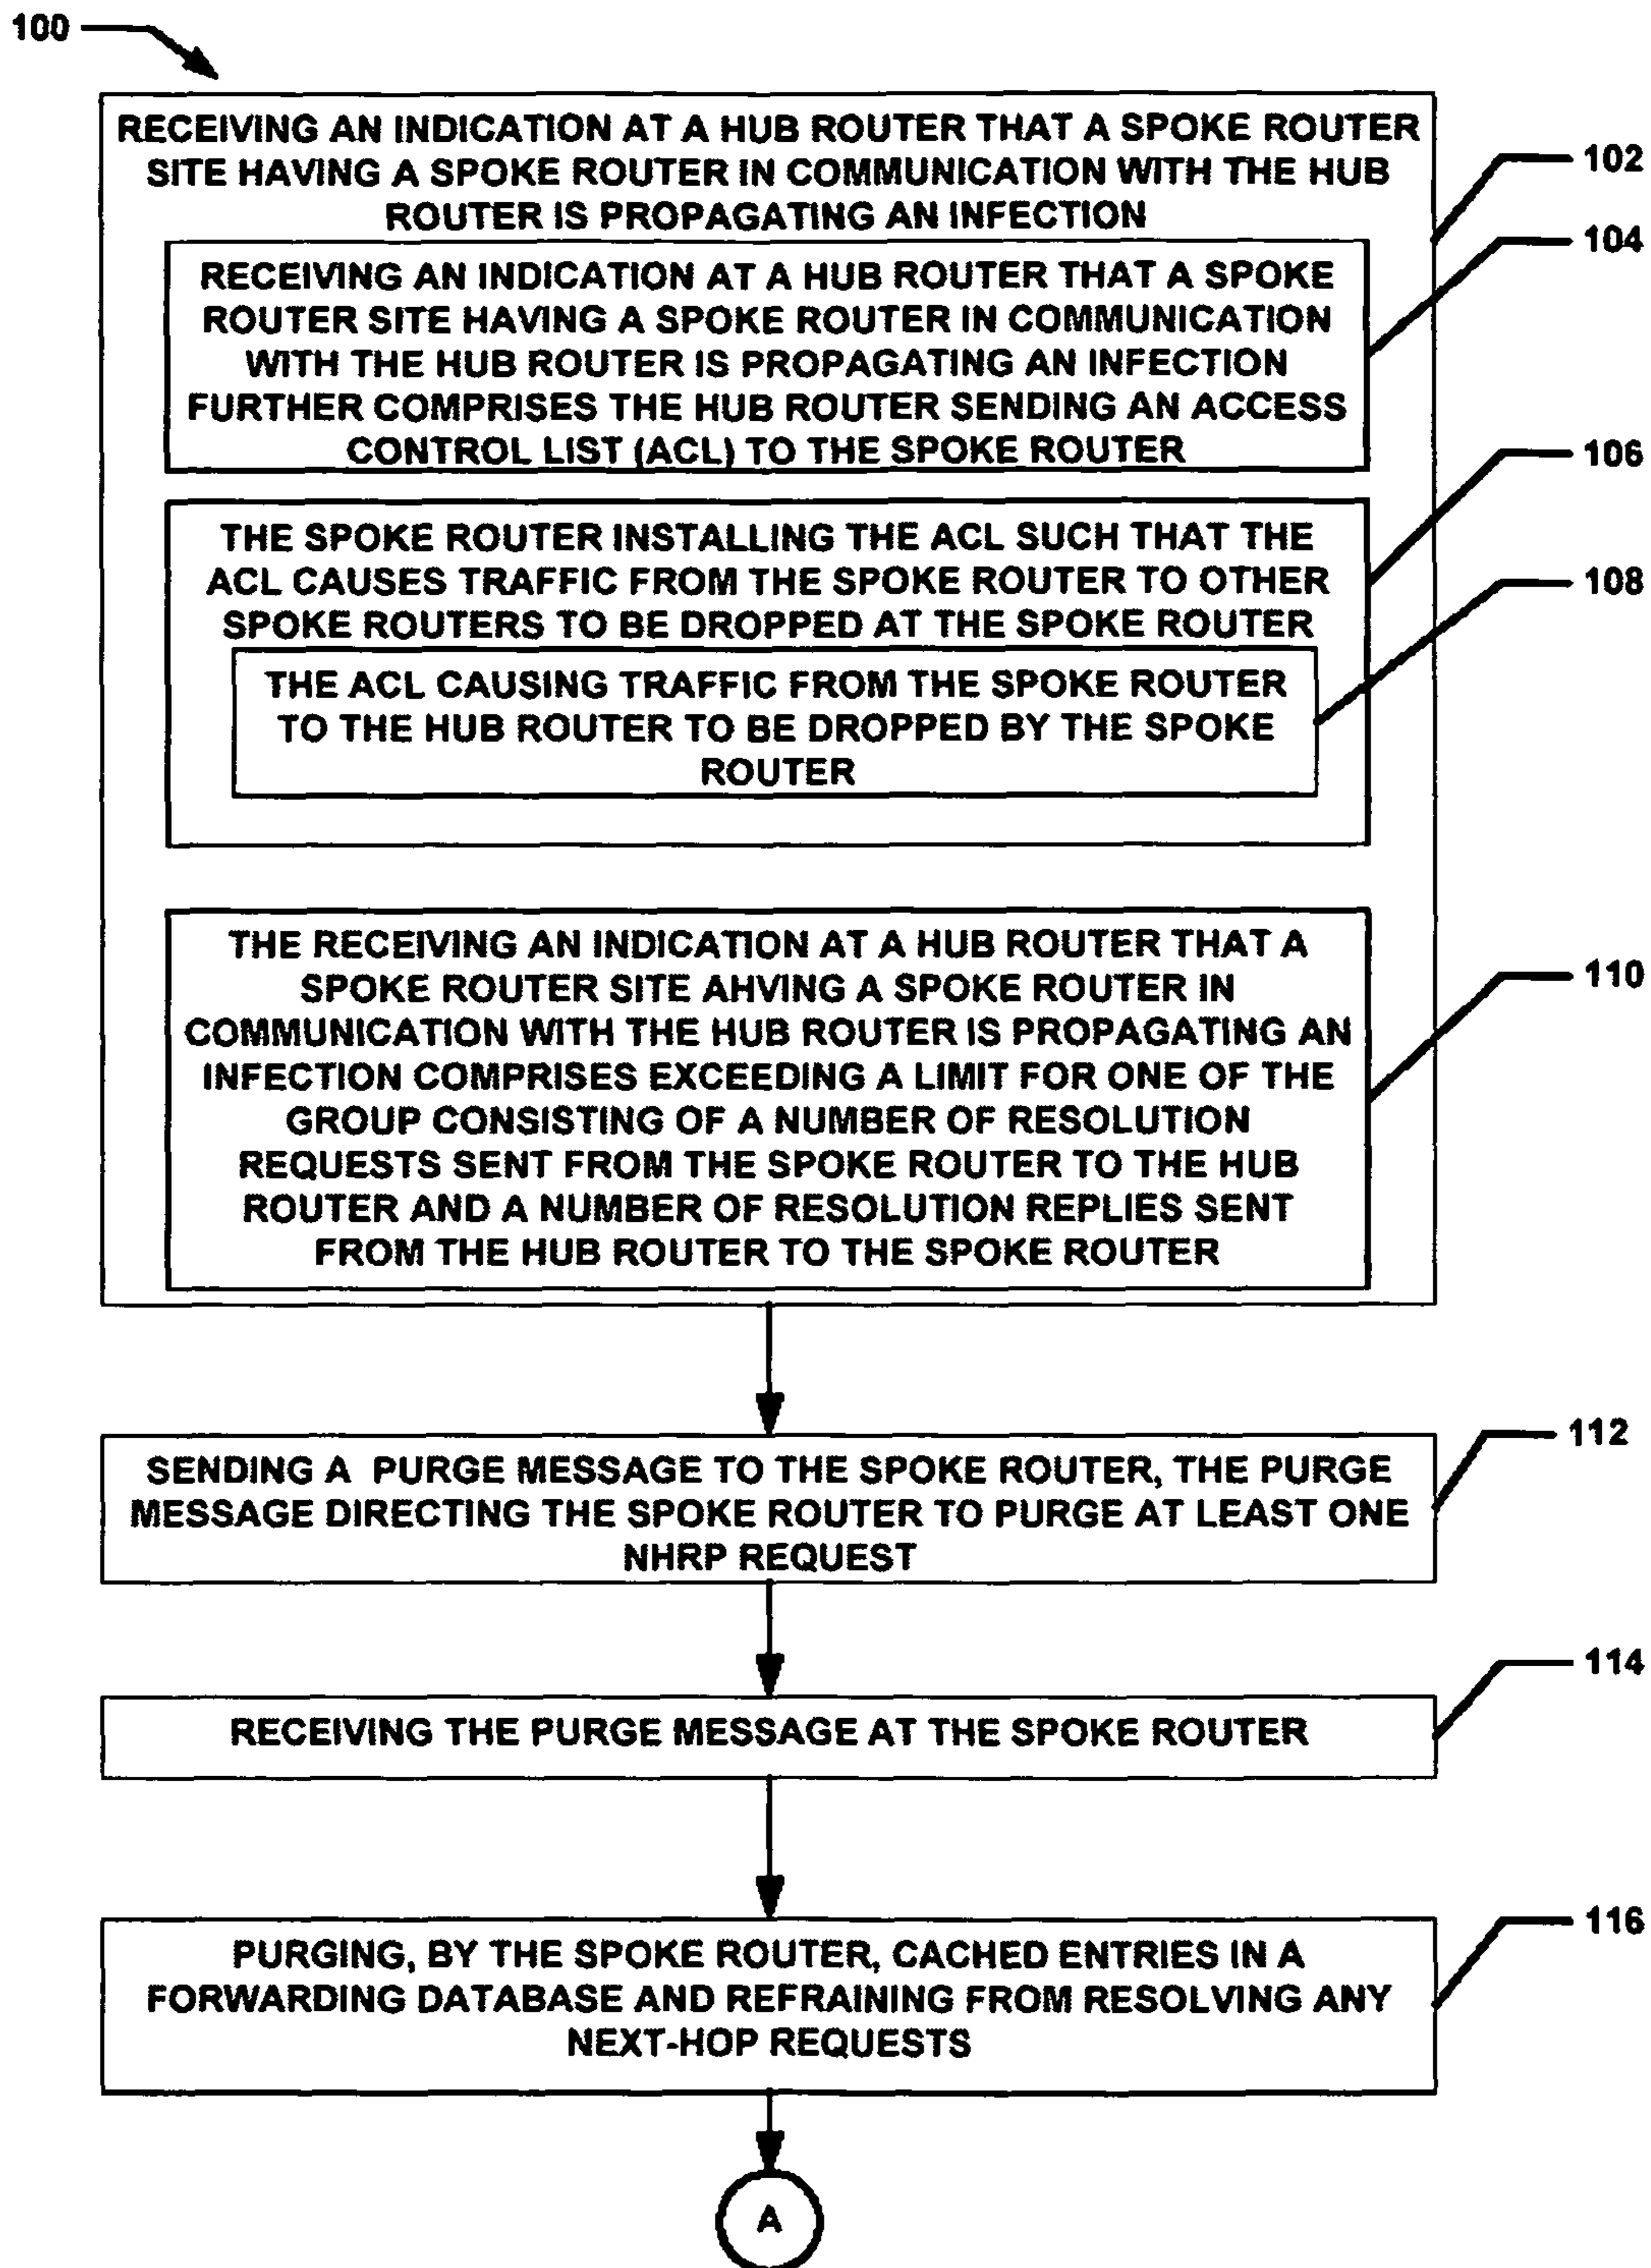 100
RECEIVING AN INDICATION AT A HUB ROUTER THAT A SPOKE ROUTER
SITE HAVING A SPOKE ROUTER IN COMMUNICATION WITH THE HUB
ROUTER IS PROPAGATING AN INFECTION
102
104
RECEIVING AN INDICATION AT A HUB ROUTER THAT A SPOKE
ROUTER SITE HAVING A SPOKE ROUTER IN COMMUNICATION
WITH THE HUB ROUTER IS PROPAGATING AN INFECTION
FURTHER COMPRISES THE HUB ROUTER SENDING AN ACCESS
CONTROL LIST (ACL) TO THE SPOKE ROUTER
106
THE SPOKE ROUTER INSTALLING THE ACL SUCH THAT THE
ACL CAUSES TRAFFIC FROM THE SPOKE ROUTER TO OTHER
SPOKE ROUTERS TO BE DROPPED AT THE SPOKE ROUTER
108
THE ACL CAUSING TRAFFIC FROM THE SPOKE ROUTER
TO THE HUB ROUTER TO BE DROPPED BY THE SPOKE
ROUTER
THE RECEIVING AN INDICATION AT A HUB ROUTER THAT A
SPOKE ROUTER SITE AHVING A SPOKE ROUTER IN
COMMUNICATION WITH THE HUB ROUTER IS PROPAGATING AN
INFECTION COMPRISES EXCEEDING A LIMIT FOR ONE OF THE
GROUP CONSISTING OF A NUMBER OF RESOLUTION
REQUESTS SENT FROM THE SPOKE ROUTER TO THE HUB
ROUTER AND A NUMBER OF RESOLUTION REPLIES SENT
FROM THE HUB ROUTER TO THE SPOKE ROUTER
110
SENDING A PURGE MESSAGE TO THE SPOKE ROUTER, THE PURGE
MESSAGE DIRECTING THE SPOKE ROUTER TO PURGE AT LEAST ONE
NHRP REQUEST
112
RECEIVING THE PURGE MESSAGE AT THE SPOKE ROUTER
114
PURGING, BY THE SPOKE ROUTER, CACHED ENTRIES IN A
FORWARDING DATABASE AND REFRAINING FROM RESOLVING ANY
NEXT-HOP REQUESTS
116
A